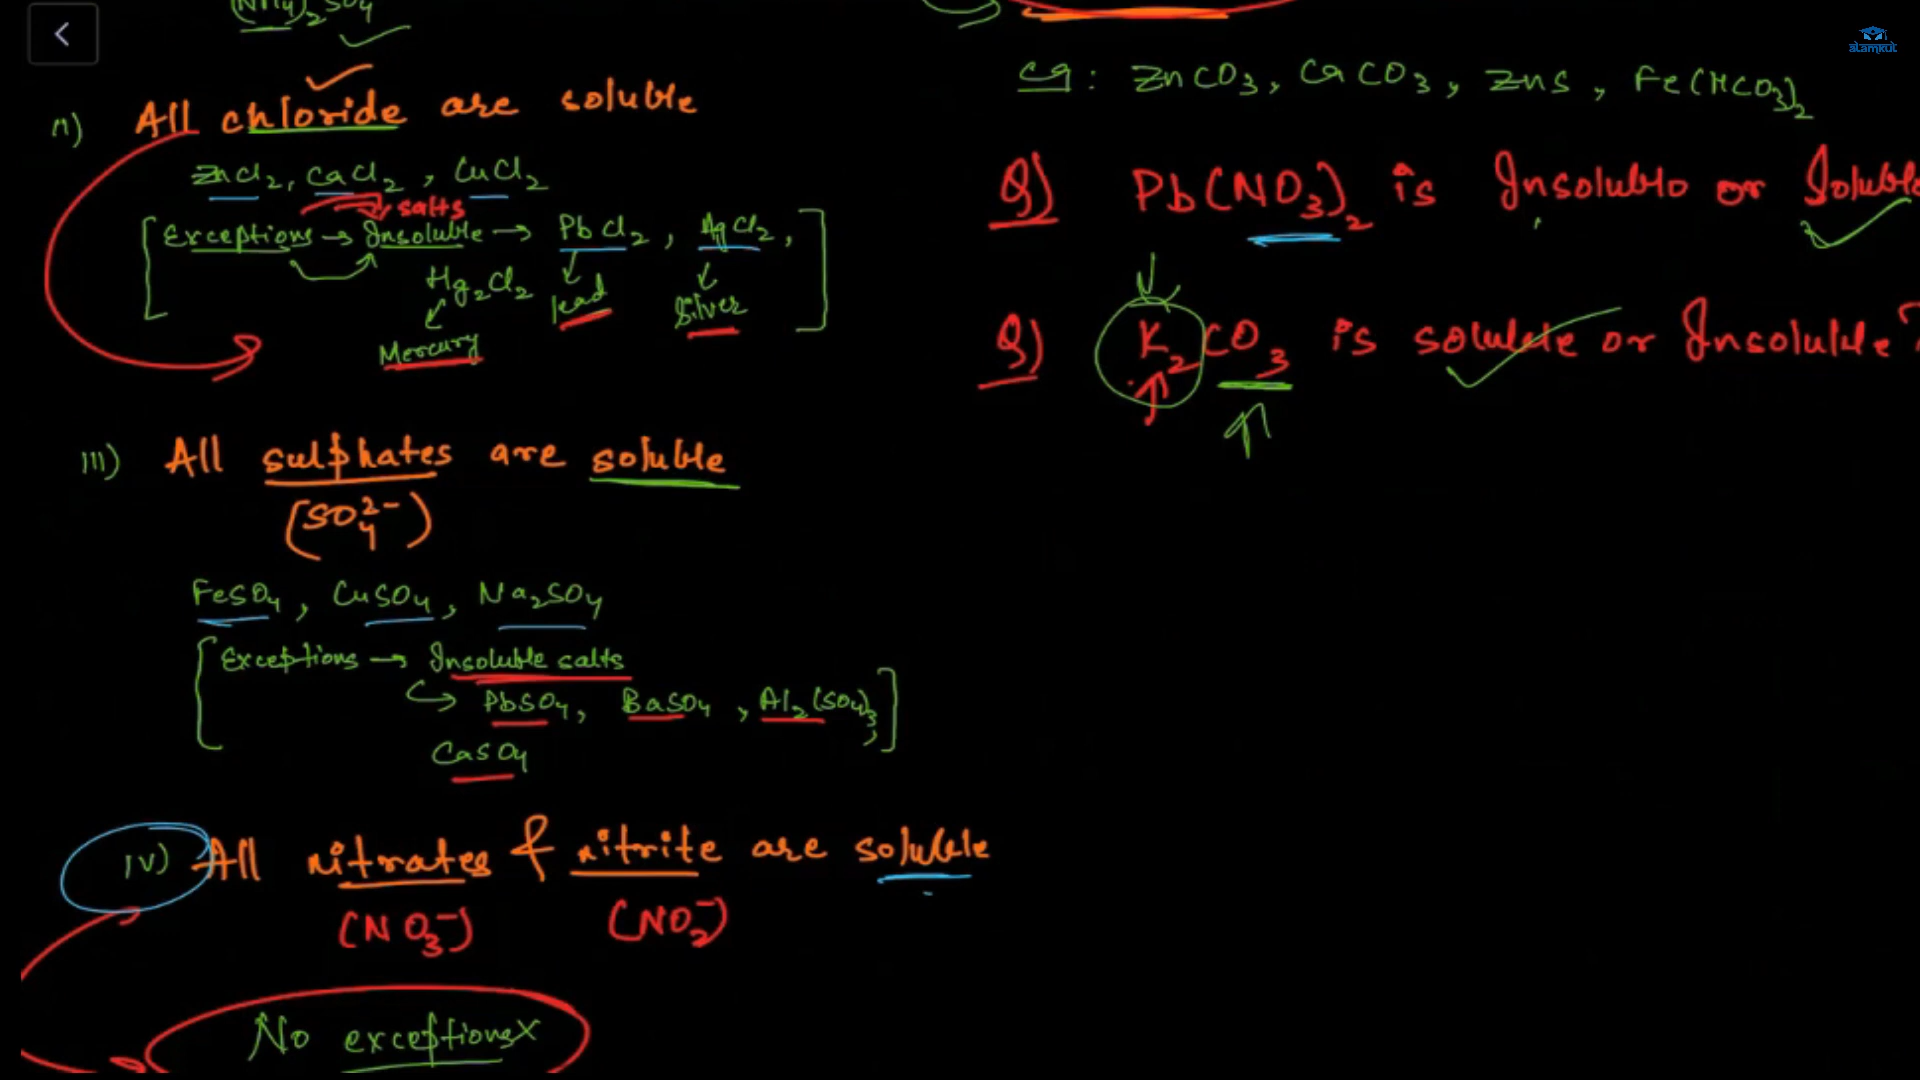 (NH4)2SO4
II) All chloride are soluble
ZnCl2, CaCl2, CuCl2
salts
[Exceptions → Insoluble → PbCl2, AgCl2,]
Hg2Cl2
lead
Silver
Mercury
III) All sulphates are soluble
(SO4²⁻)
FeSO4, CuSO4, Na2SO4
[Exceptions → Insoluble salts
↪ PbSO4, BaSO4, Al2(SO4)3,]
CaSO4
IV) All nitrates & nitrite are soluble
(NO3⁻) (NO2⁻)
No exceptions
alamkut
eg: ZnCO3, CaCO3, ZnS, Fe(HCO3)2
Q) Pb(NO3)2 is Insoluble or Soluble
Q) K2CO3 is soluble or Insoluble?